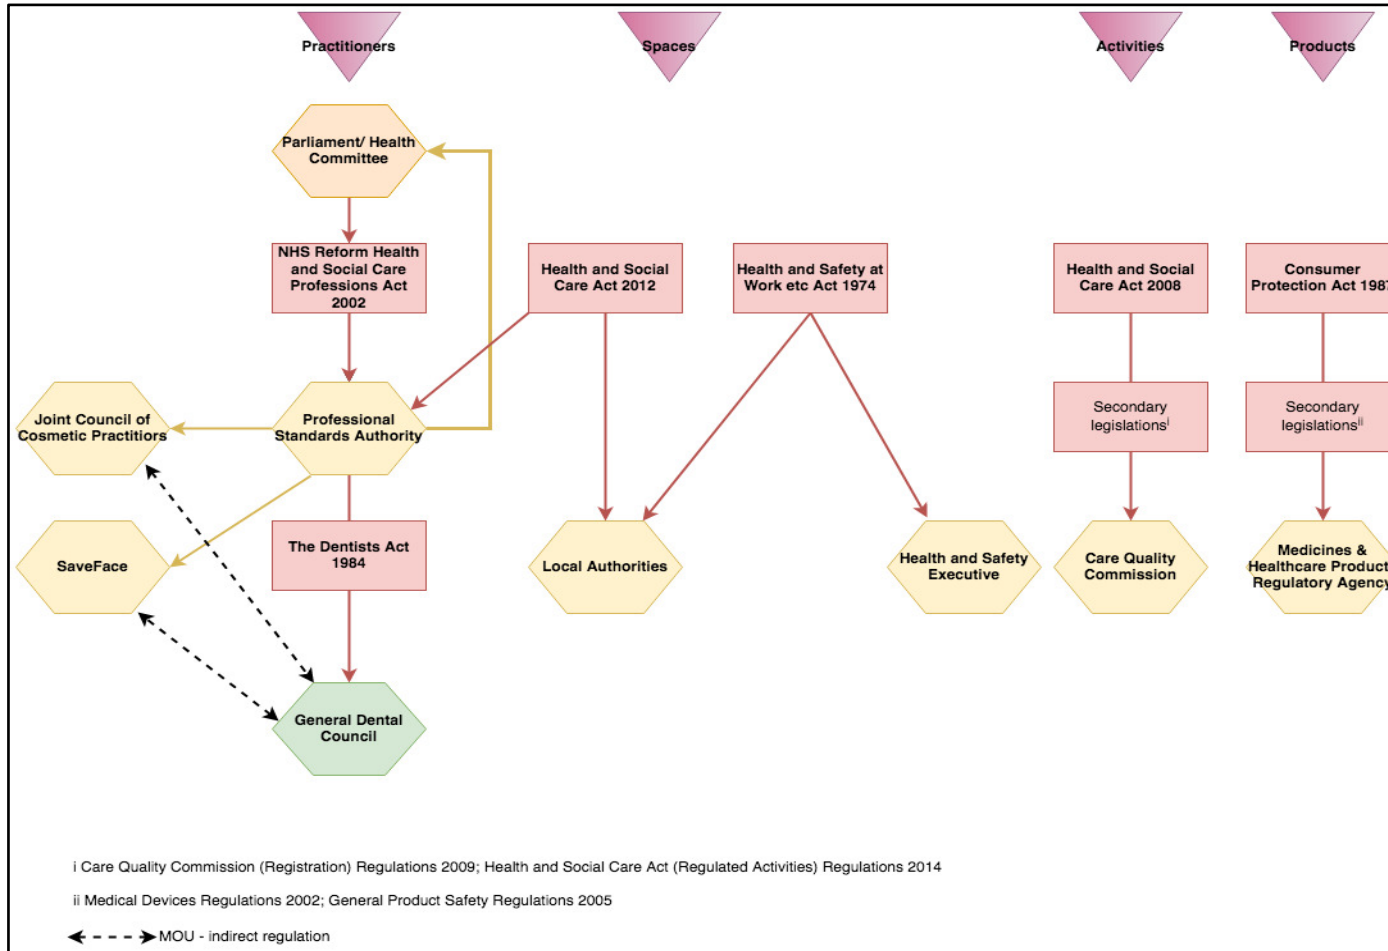 Practitioners
Spaces
Activities
Products
Parliament/ Health
Committee
NHS Reform Health
and Social Care
Professions Act
2002
Health and Social
Care Act 2012
Health and Safety at
Work etc Act 1974
Health and Social
Care Act 2008
Consumer
Protection Act 1987
Joint Council of
Cosmetic Practitiors
Professional
Standards Authority
Secondary
legislationsⁱ
Secondary
legislationsⁱⁱ
SaveFace
The Dentists Act
1984
Local Authorities
Health and Safety
Executive
Care Quality
Commission
Medicines &
Healthcare Product
Regulatory Agency
General Dental
Council
i Care Quality Commission (Registration) Regulations 2009; Health and Social Care Act (Regulated Activities) Regulations 2014
ii Medical Devices Regulations 2002; General Product Safety Regulations 2005
MOU - indirect regulation